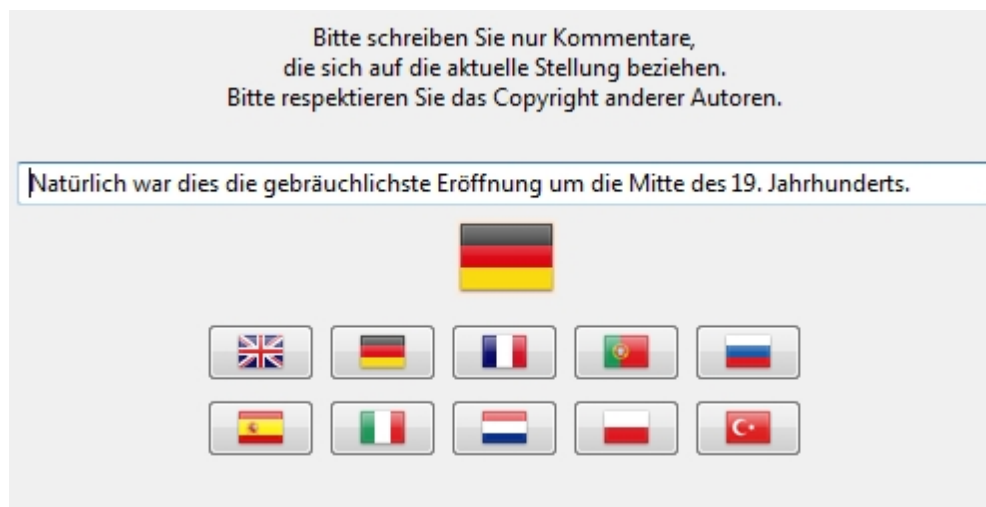 Bitte schreiben Sie nur Kommentare,
die sich auf die aktuelle Stellung beziehen.
Bitte respektieren Sie das Copyright anderer Autoren.
Natürlich war dies die gebräuchlichste Eröffnung um die Mitte des 19. Jahrhunderts.